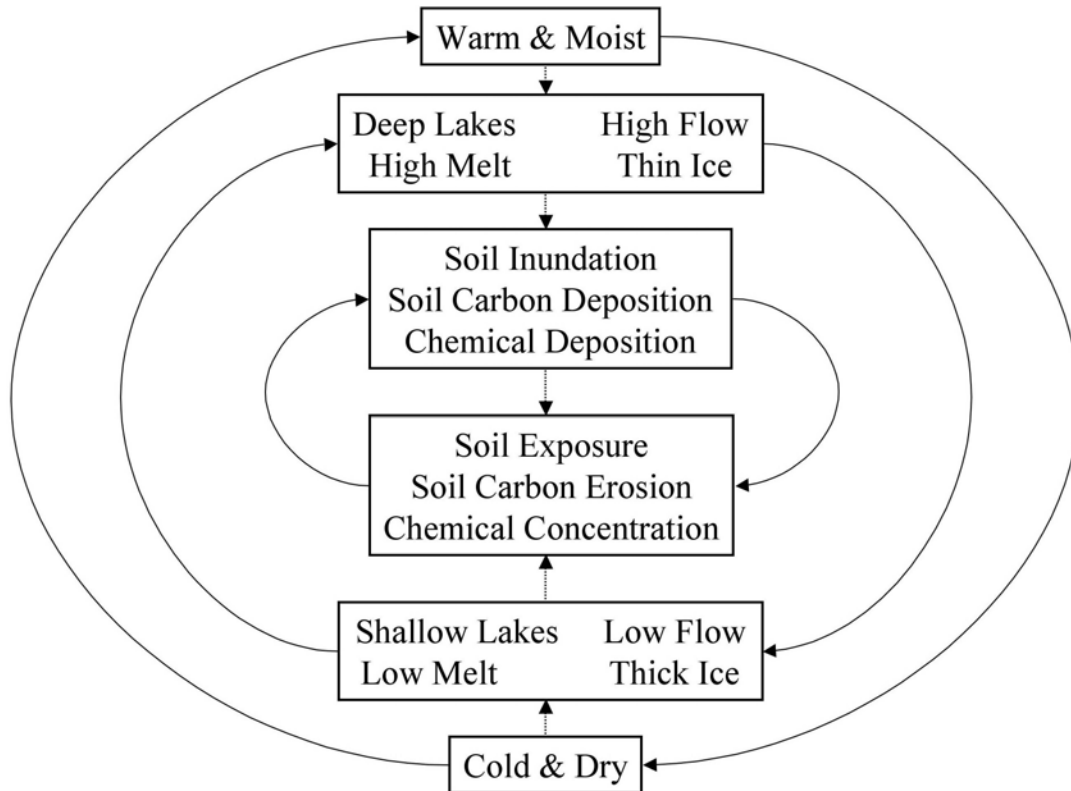 Warm & Moist
Deep Lakes High Flow
High Melt Thin Ice
Soil Inundation
Soil Carbon Deposition
Chemical Deposition
Soil Exposure
Soil Carbon Erosion
Chemical Concentration
Shallow Lakes Low Flow
Low Melt Thick Ice
Cold & Dry